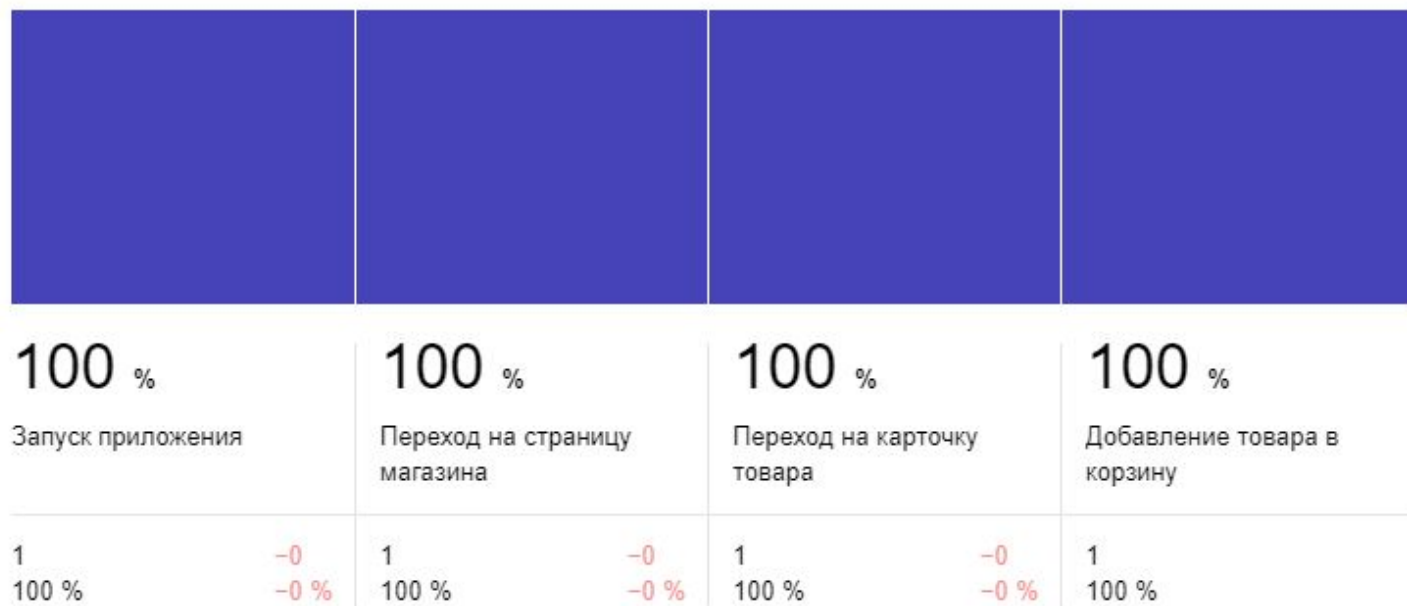 100 %
Запуск приложения
1 −0
100 % −0 %
100 %
Переход на страницу
магазина
1 −0
100 % −0 %
100 %
Переход на карточку
товара
1 −0
100 % −0 %
100 %
Добавление товара в
корзину
1
100 %